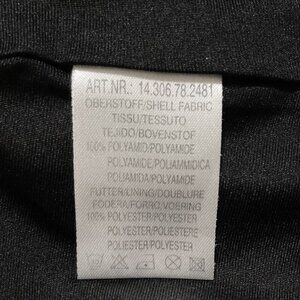 ART.NR.: 14.306.78.2481
OBERSTOFF/SHELL FABRIC
TISSU/TESSUTO
TEJIDO/BOVENSTOF
100% POLYAMID/POLYAMIDE
POLYAMIDE/POLIAMMIDICA
POLIAMIDA/POLYAMIDE
FUTTER/LINING/DOUBLURE
FODERA/FORRO/VOERING
100% POLYESTER/POLYESTER
POLYESTER/POLIESTERE
POLIESTER/POLYESTER